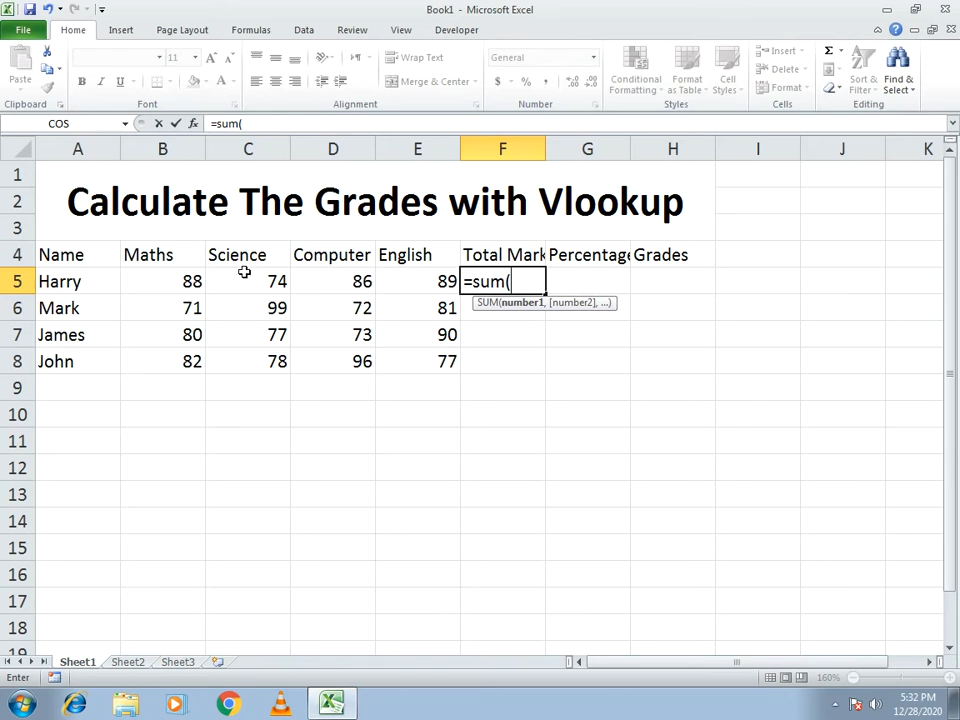 Book1 - Microsoft Excel
File Home Insert Page Layout Formulas Data Review View Developer
Paste
11
B I U
Wrap Text
Merge & Center
General
$ % ,
Conditional Formatting
Format as Table
Cell Styles
Insert
Delete
Format
Σ
Sort & Filter
Find & Select
Clipboard Font Alignment Number Styles Cells Editing
COS fx =sum(
A B C D E F G H I J K
1
2 Calculate The Grades with Vlookup
3
4 Name Maths Science Computer English Total Mark Percentage Grades
5 Harry 88 74 86 89 =sum(
SUM(number1, [number2], ...)
6 Mark 71 99 72 81
7 James 80 77 73 90
8 John 82 78 96 77
9
10
11
12
13
14
15
16
17
18
19
Sheet1 Sheet2 Sheet3
Enter 160%
5:32 PM
12/28/2020